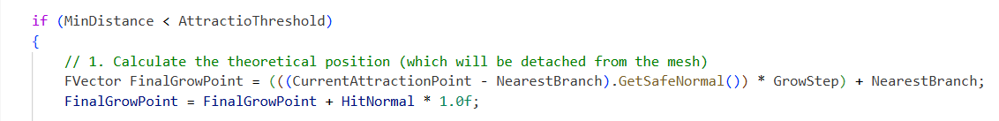 if (MinDistance < AttractioThreshold)
{
// 1. Calculate the theoretical position (which will be detached from the mesh)
FVector FinalGrowPoint = (((CurrentAttractionPoint - NearestBranch).GetSafeNormal()) * GrowStep) + NearestBranch;
FinalGrowPoint = FinalGrowPoint + HitNormal * 1.0f;